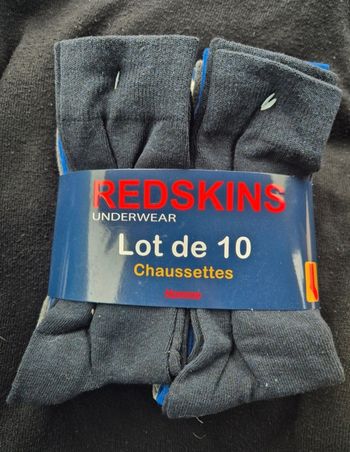 REDSKINS
UNDERWEAR
Lot de 10
Chaussettes